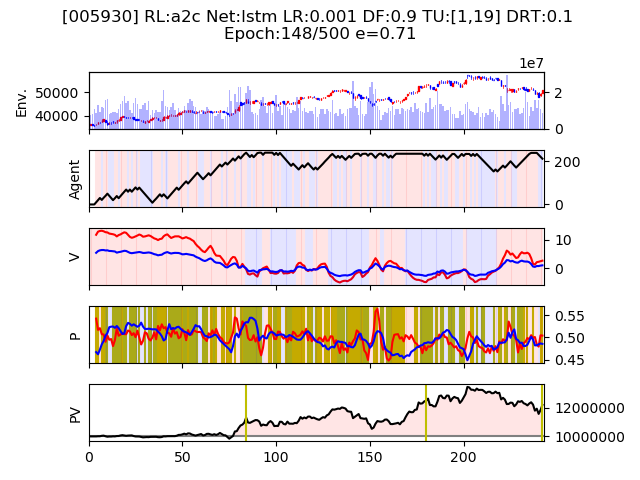 [005930] RL:a2c Net:lstm LR:0.001 DF:0.9 TU:[1,19] DRT:0.1
Epoch:148/500 e=0.71
1e7
Env.
50000
40000
2
0
Agent
200
0
V
10
0
P
0.55
0.50
0.45
PV
12000000
10000000
0 50 100 150 200